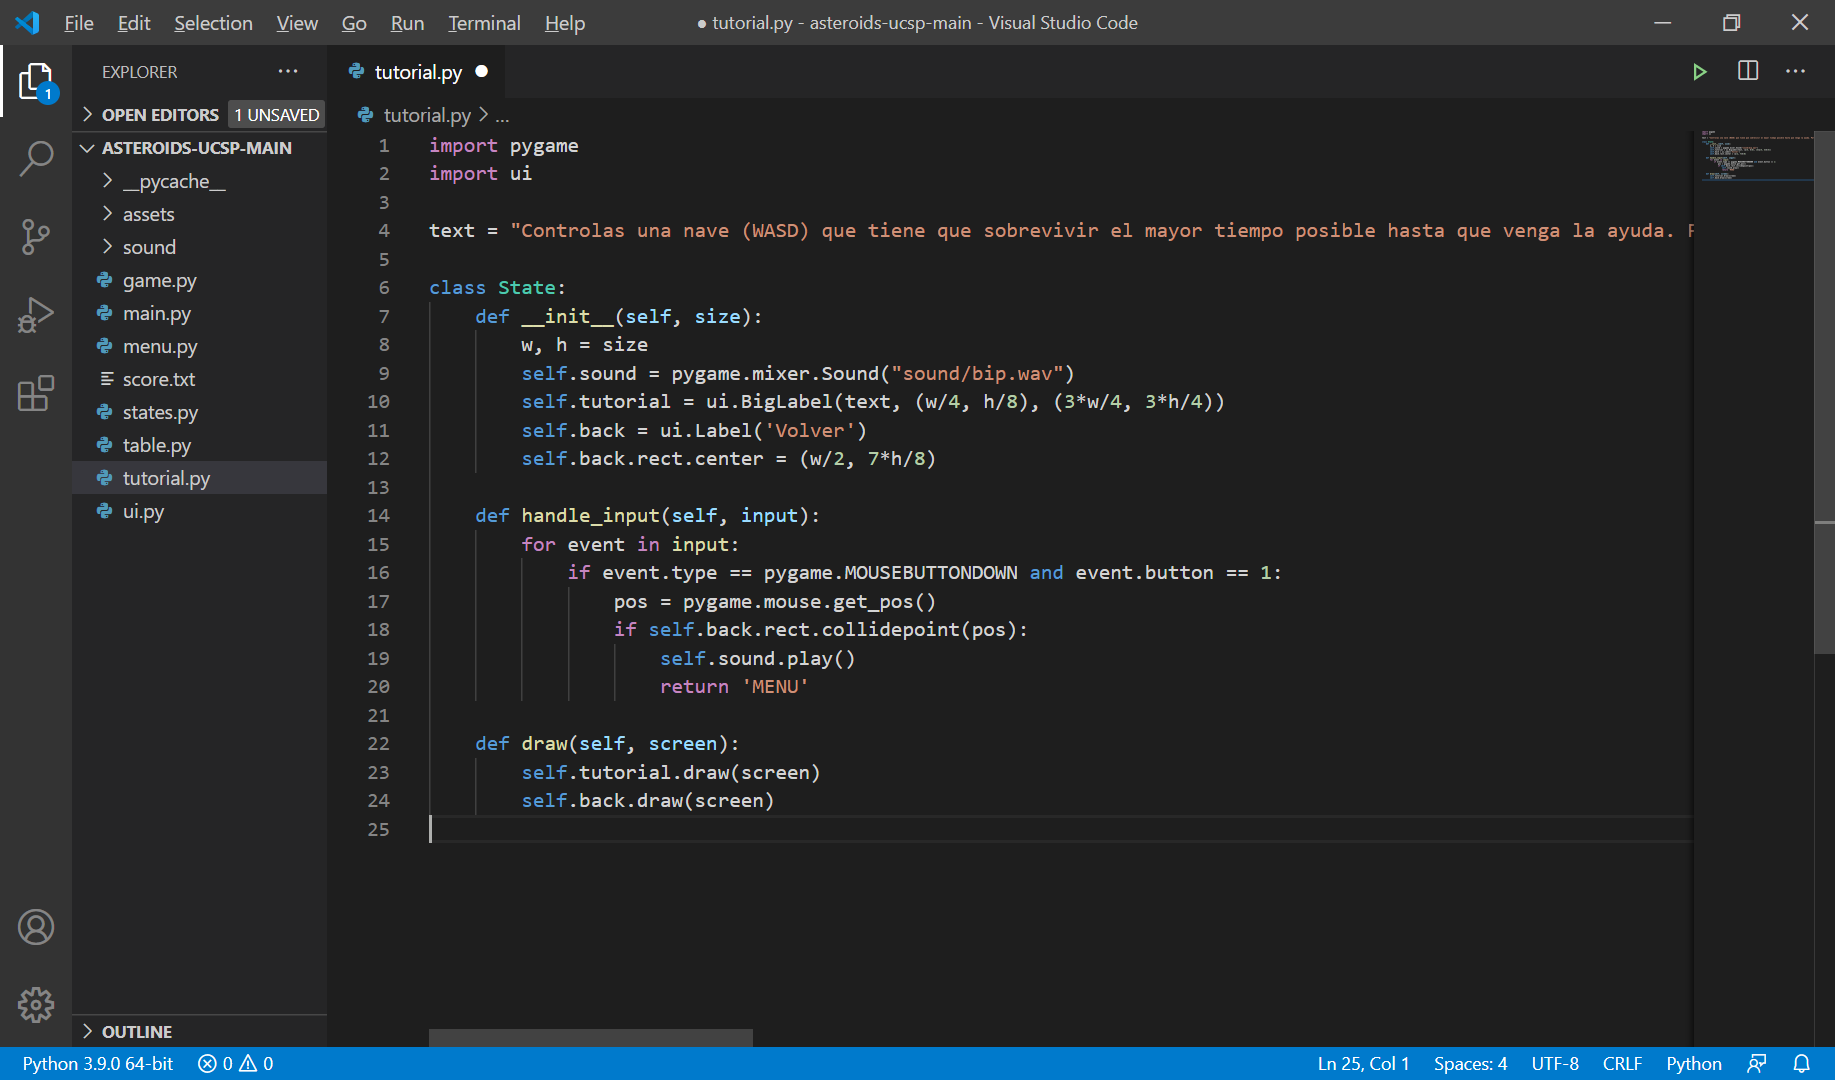 File Edit Selection View Go Run Terminal Help ● tutorial.py - asteroids-ucsp-main - Visual Studio Code
1
EXPLORER
OPEN EDITORS 1 UNSAVED
ASTEROIDS-UCSP-MAIN
__pycache__
assets
sound
game.py
main.py
menu.py
score.txt
states.py
table.py
tutorial.py
ui.py
OUTLINE
tutorial.py
tutorial.py > ...
1 import pygame
2 import ui
3
4 text = "Controlas una nave (WASD) que tiene que sobrevivir el mayor tiempo posible hasta que venga la ayuda.
5
6 class State:
7     def __init__(self, size):
8         w, h = size
9         self.sound = pygame.mixer.Sound("sound/bip.wav")
10         self.tutorial = ui.BigLabel(text, (w/4, h/8), (3*w/4, 3*h/4))
11         self.back = ui.Label('Volver')
12         self.back.rect.center = (w/2, 7*h/8)
13
14     def handle_input(self, input):
15         for event in input:
16             if event.type == pygame.MOUSEBUTTONDOWN and event.button == 1:
17                 pos = pygame.mouse.get_pos()
18                 if self.back.rect.collidepoint(pos):
19                     self.sound.play()
20                     return 'MENU'
21
22     def draw(self, screen):
23         self.tutorial.draw(screen)
24         self.back.draw(screen)
25
Python 3.9.0 64-bit 0 0 Ln 25, Col 1 Spaces: 4 UTF-8 CRLF Python